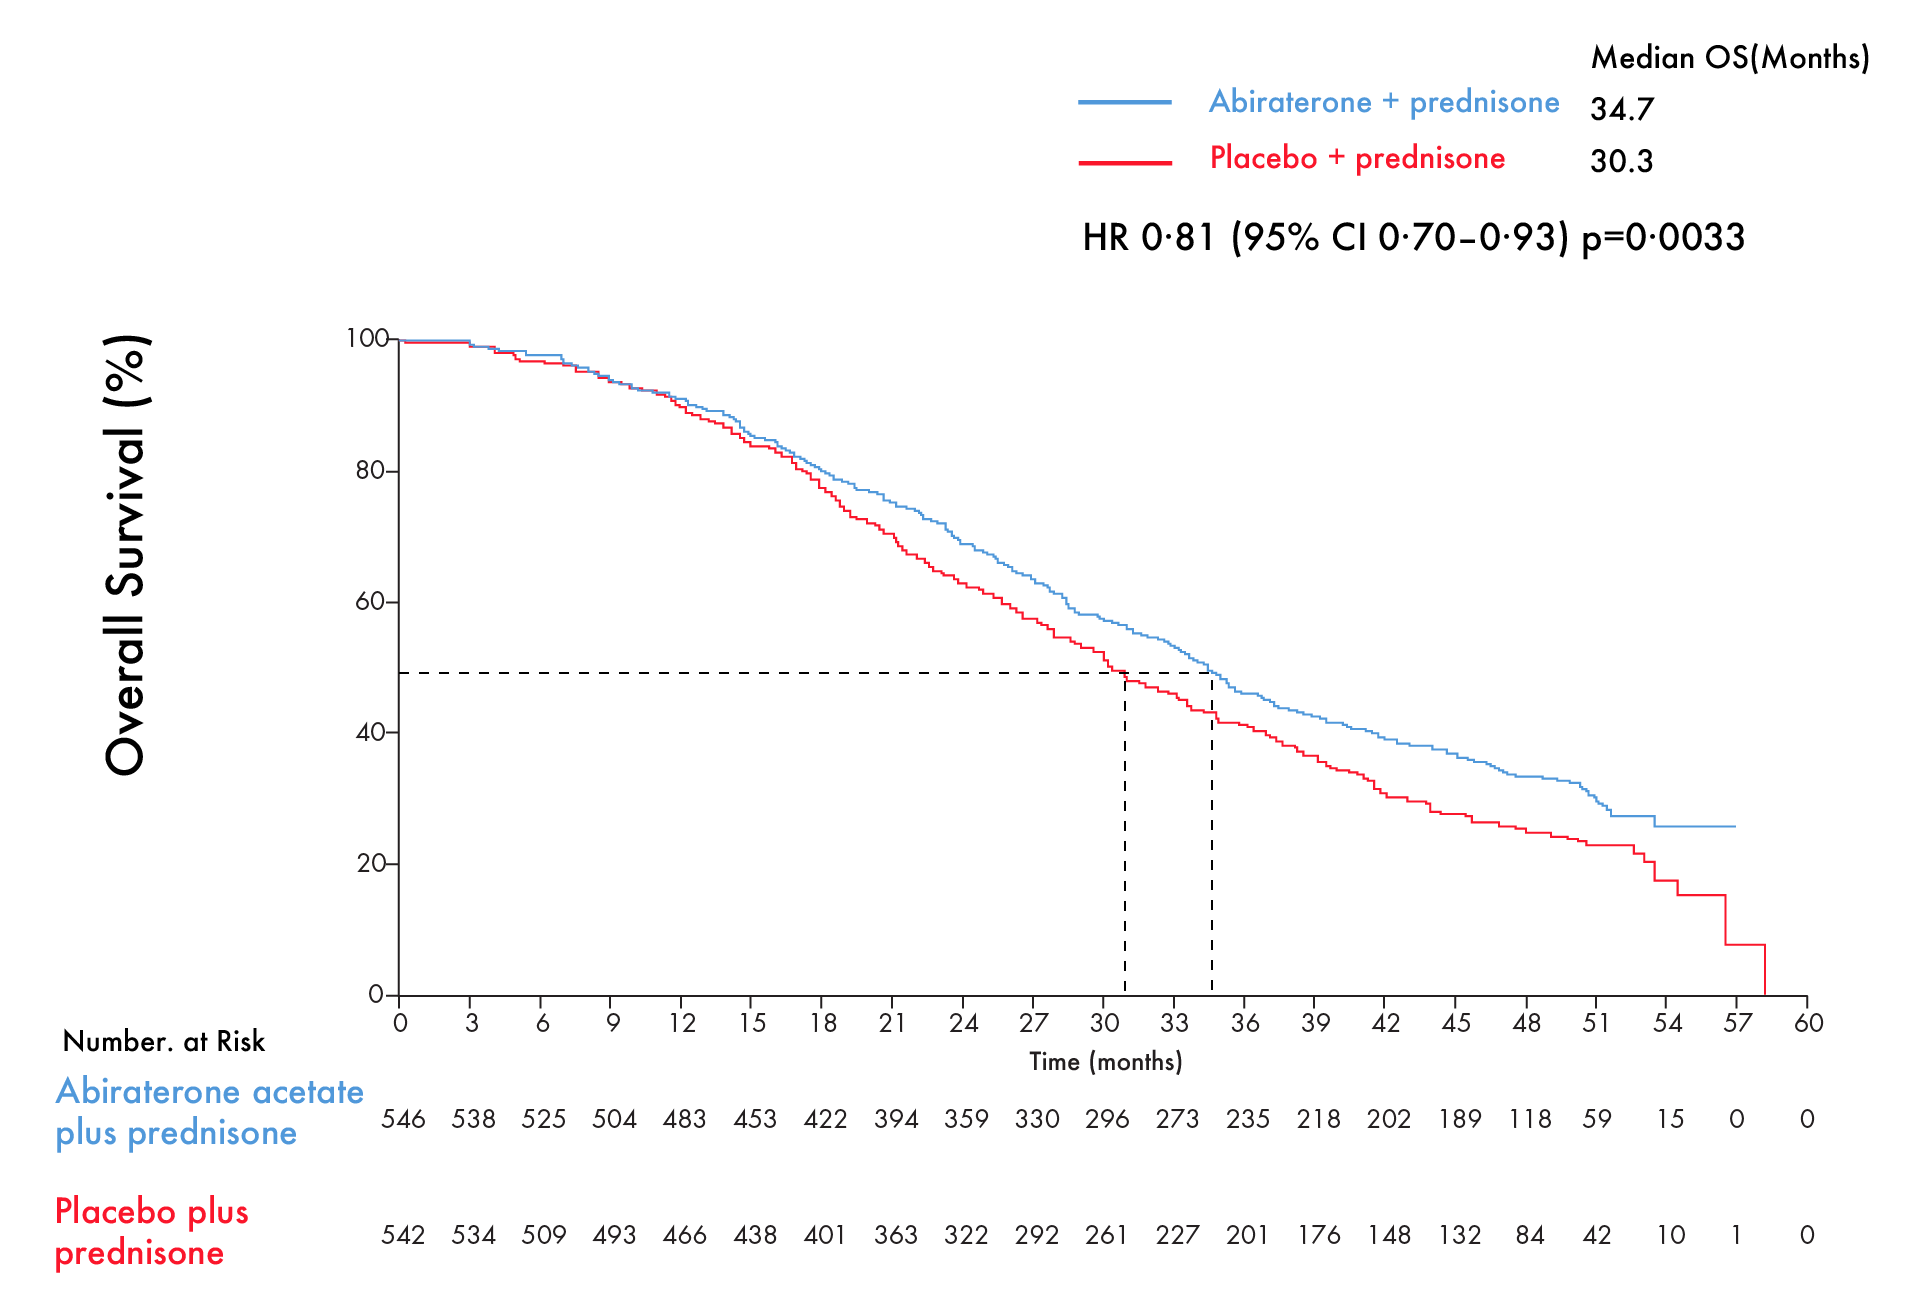 Median OS(Months)
Abiraterone + prednisone 34.7
Placebo + prednisone 30.3
HR 0·81 (95% CI 0·70–0·93) p=0·0033
Overall Survival (%)
100
80
60
40
20
0
0 3 6 9 12 15 18 21 24 27 30 33 36 39 42 45 48 51 54 57 60
Time (months)
Number. at Risk
Abiraterone acetate
plus prednisone
546 538 525 504 483 453 422 394 359 330 296 273 235 218 202 189 118 59 15 0 0
Placebo plus
prednisone
542 534 509 493 466 438 401 363 322 292 261 227 201 176 148 132 84 42 10 1 0